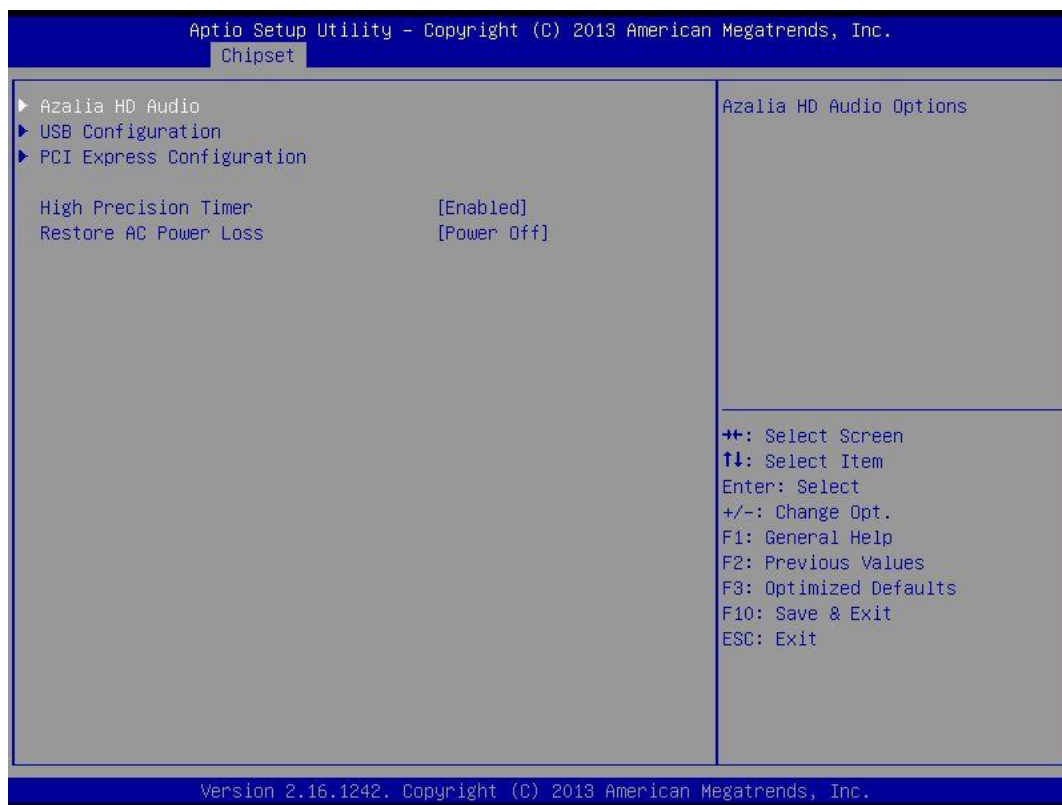 Aptio Setup Utility – Copyright (C) 2013 American Megatrends, Inc.
Chipset
▶ Azalia HD Audio
▶ USB Configuration
▶ PCI Express Configuration
High Precision Timer [Enabled]
Restore AC Power Loss [Power Off]
Azalia HD Audio Options
→←: Select Screen
↑↓: Select Item
Enter: Select
+/-: Change Opt.
F1: General Help
F2: Previous Values
F3: Optimized Defaults
F10: Save & Exit
ESC: Exit
Version 2.16.1242. Copyright (C) 2013 American Megatrends, Inc.